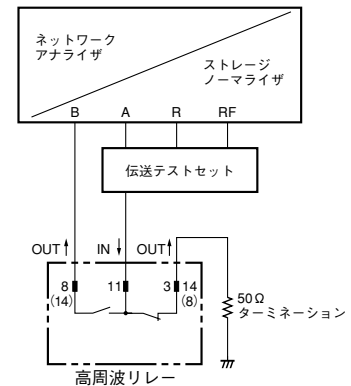 ネットワーク
アナライザ
ストレージ
ノーマライザ
B A R RF
伝送テストセット
OUT IN OUT
8 11 3 14
(14) (8)
50Ω
ターミネーション
高周波リレー